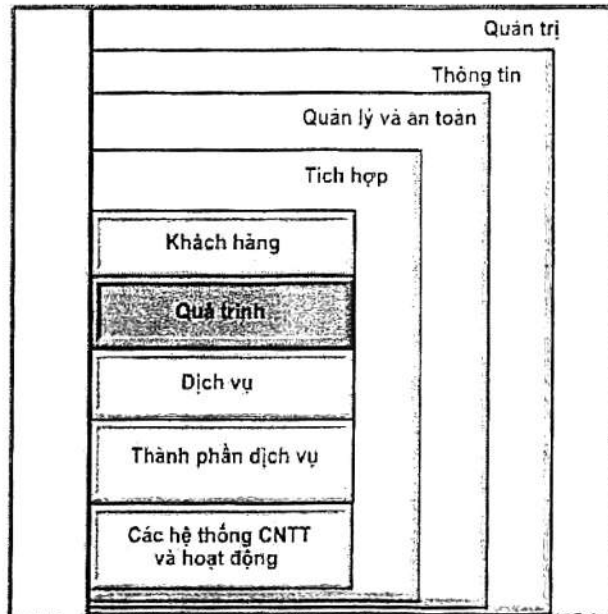 Quản trị
Thông tin
Quản lý và an toàn
Tích hợp
Khách hàng
Quá trình
Dịch vụ
Thành phần dịch vụ
Các hệ thống CNTT
và hoạt động